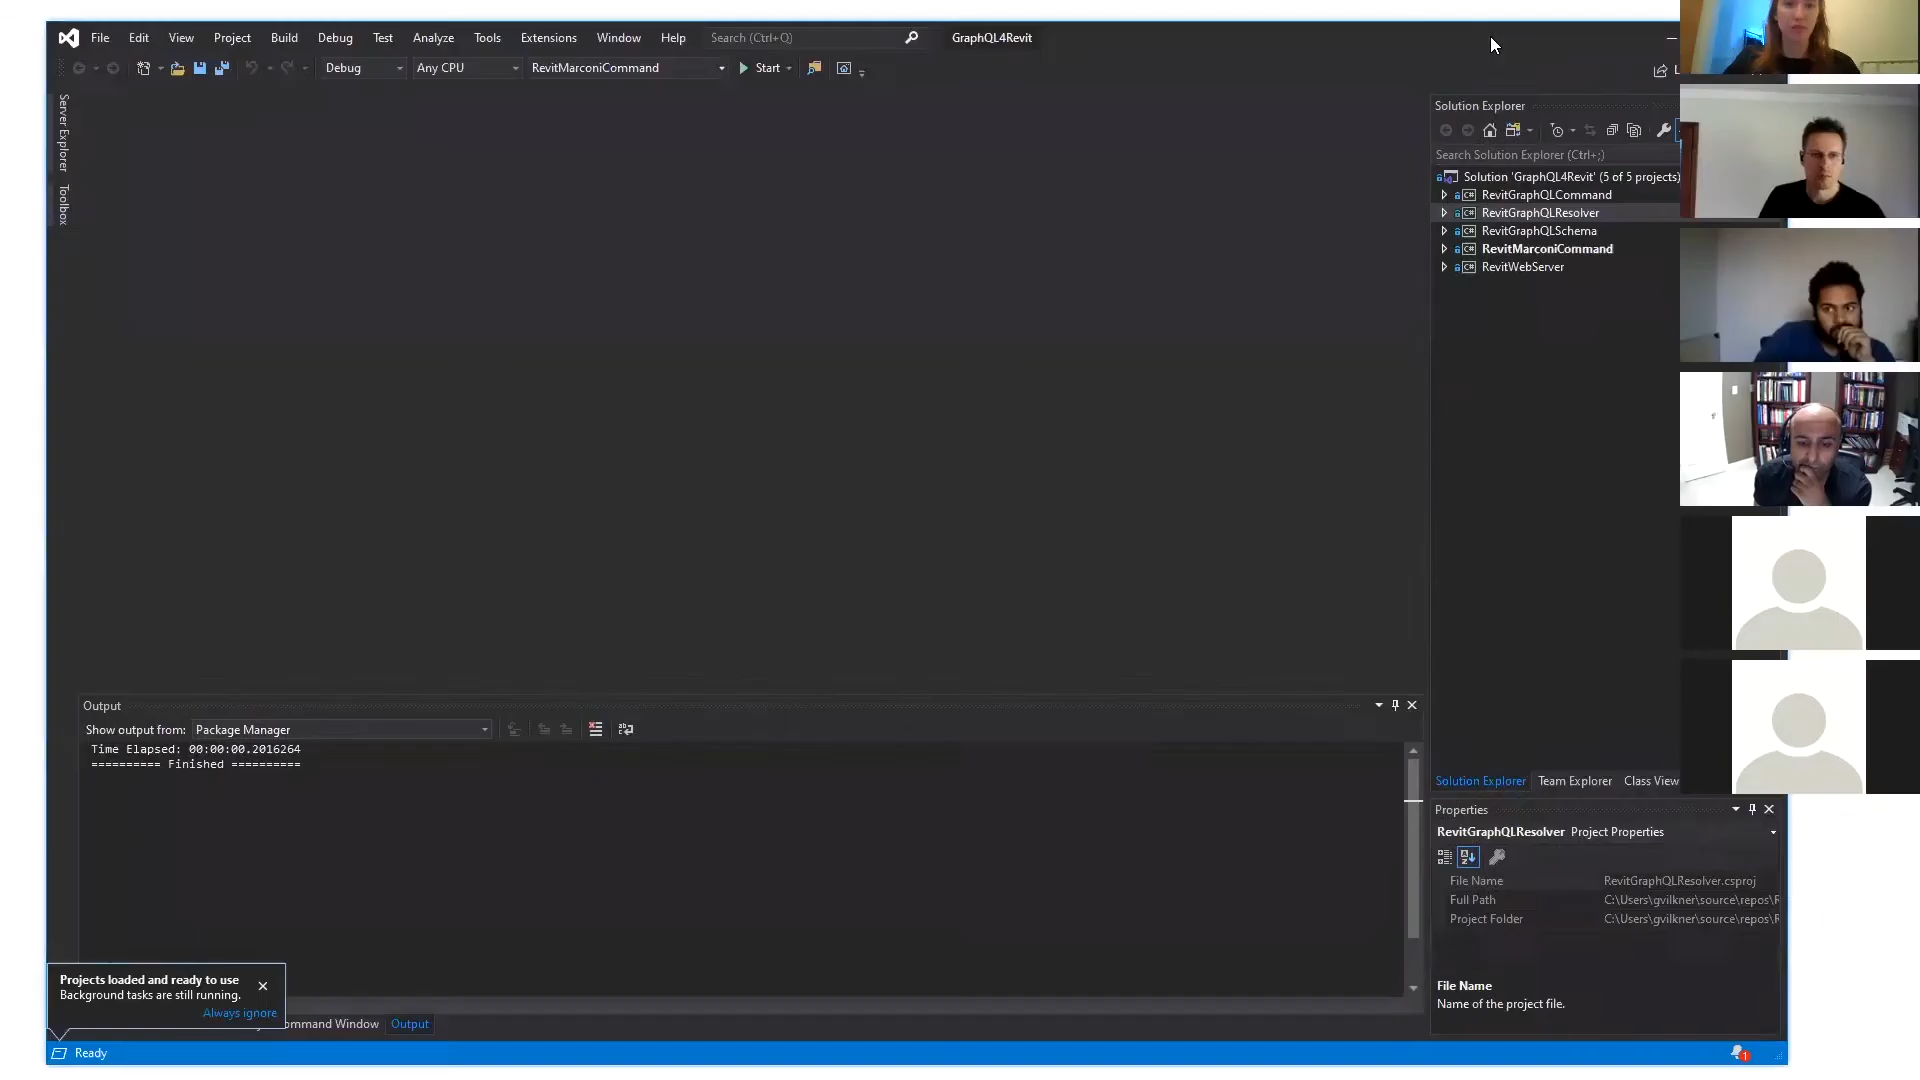 File Edit View Project Build Debug Test Analyze Tools Extensions Window Help Search (Ctrl+Q) GraphQL4Revit
Debug Any CPU RevitMarconiCommand Start
Server Explorer
Toolbox
Solution Explorer
Search Solution Explorer (Ctrl+;)
Solution 'GraphQL4Revit' (5 of 5 projects)
C# RevitGraphQLCommand
C# RevitGraphQLResolver
C# RevitGraphQLSchema
C# RevitMarconiCommand
C# RevitWebServer
Output
Show output from: Package Manager
Time Elapsed: 00:00:00.2016264
========== Finished ==========
Solution Explorer Team Explorer Class View
Properties
RevitGraphQLResolver Project Properties
File Name RevitGraphQLResolver.csproj
Full Path C:\Users\gvilkner\source\repos\R
Project Folder C:\Users\gvilkner\source\repos\R
File Name
Name of the project file.
Projects loaded and ready to use
Background tasks are still running.
Always ignore
Window Output
Ready 1